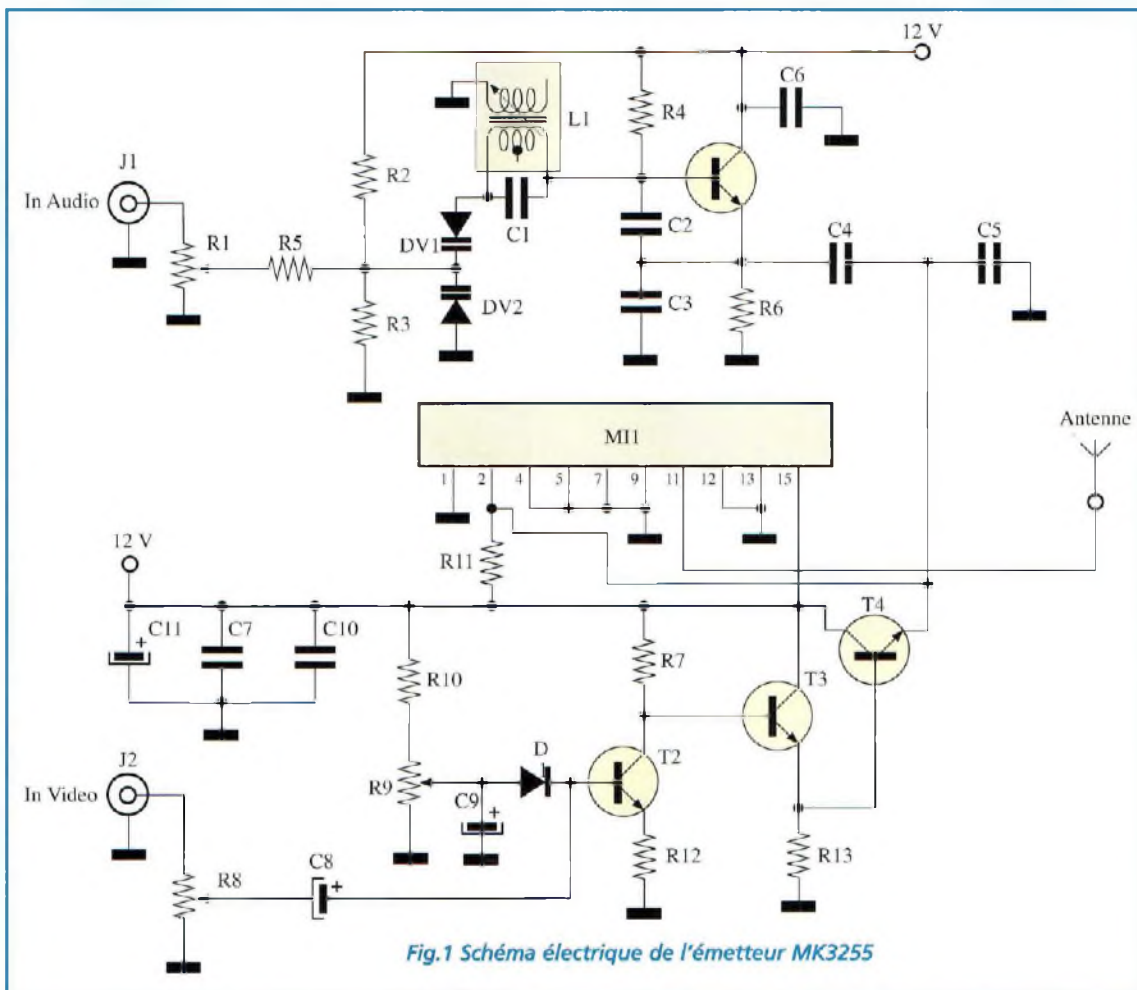 12 V
C6
L1
R4
J1
R2
In Audio
C1
C2
C4
C5
R1
R5
DV1
DV2
C3
R6
R3
Antenne
MI1
1 2 4 5 7 9 11 12 13 15
12 V
R11
T4
C11
+
C7
C10
R7
R10
T3
J2
D
T2
In Video
R9
C9
+
C8
+
R12
R13
R8
Fig.1 Schéma électrique de l'émetteur MK3255